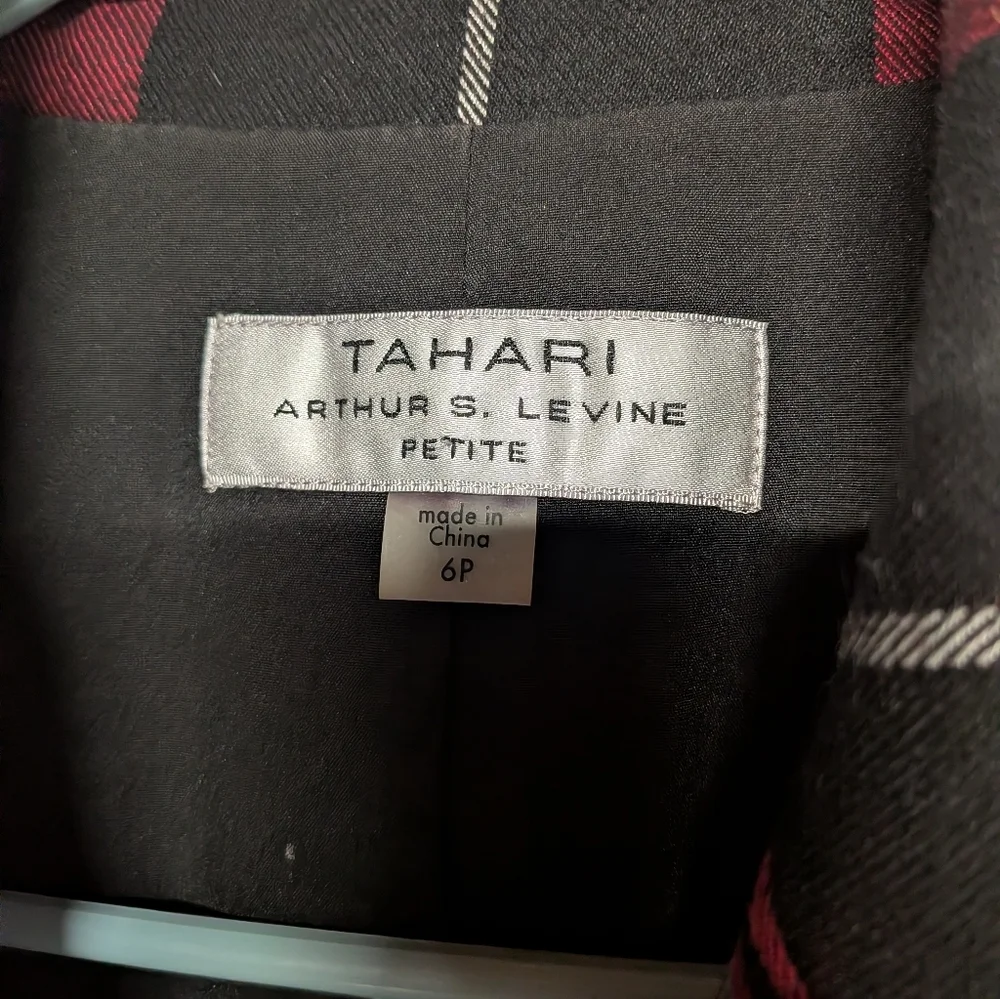 TAHARI
ARTHUR S. LEVINE
PETITE
made in
China
6P